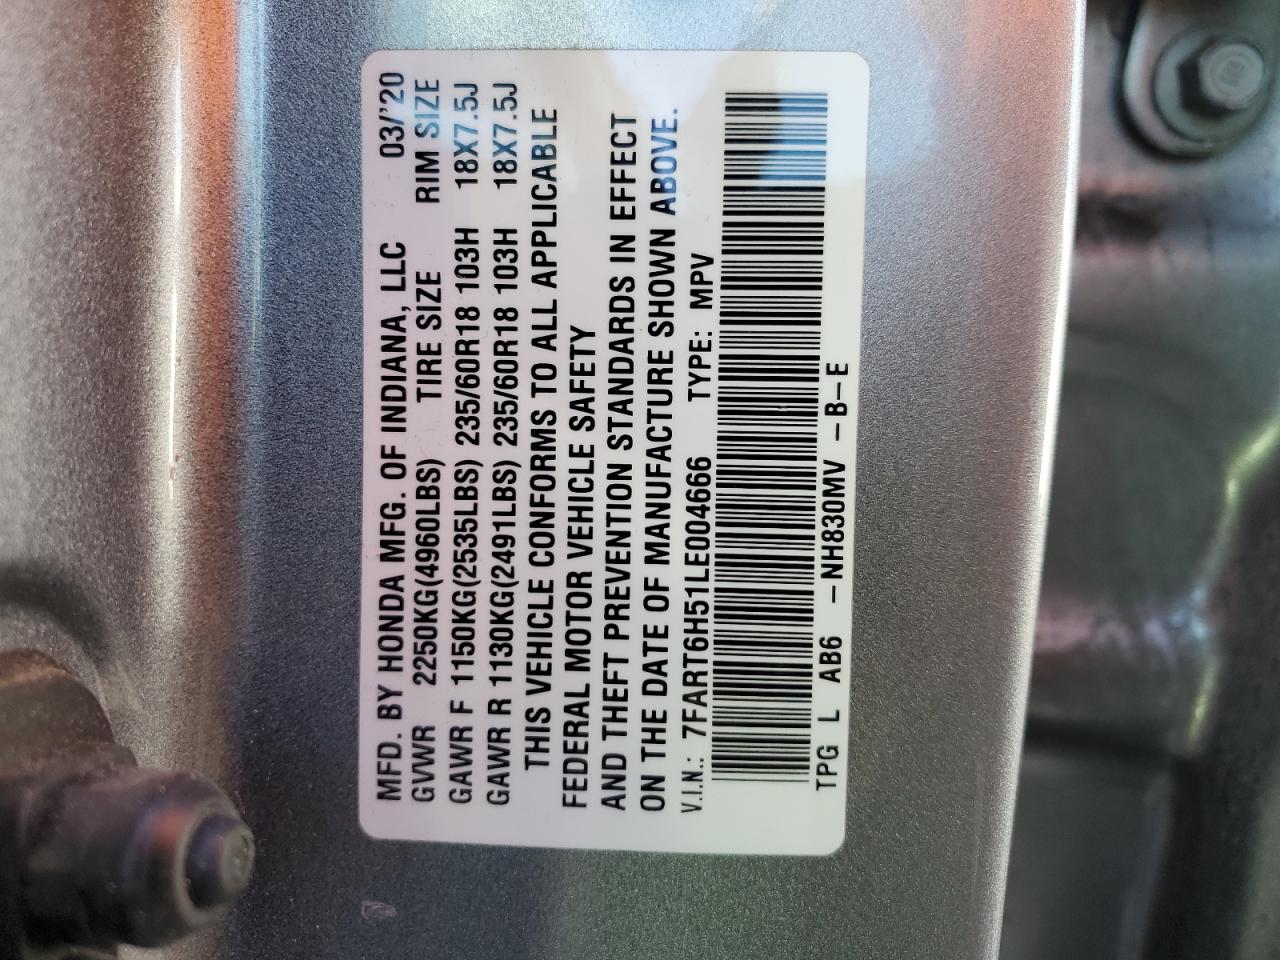 MFD. BY HONDA MFG. OF INDIANA, LLC 03/'20
GVWR 2250KG(4960LBS) TIRE SIZE RIM SIZE
GAWR F 1150KG(2535LBS) 235/60R18 103H 18X7.5J
GAWR R 1130KG(2491LBS) 235/60R18 103H 18X7.5J
THIS VEHICLE CONFORMS TO ALL APPLICABLE
FEDERAL MOTOR VEHICLE SAFETY
AND THEFT PREVENTION STANDARDS IN EFFECT
ON THE DATE OF MANUFACTURE SHOWN ABOVE.
V.I.N.: 7FART6H51LE004666 TYPE: MPV
TPG L AB6 -NH830MV -B-E